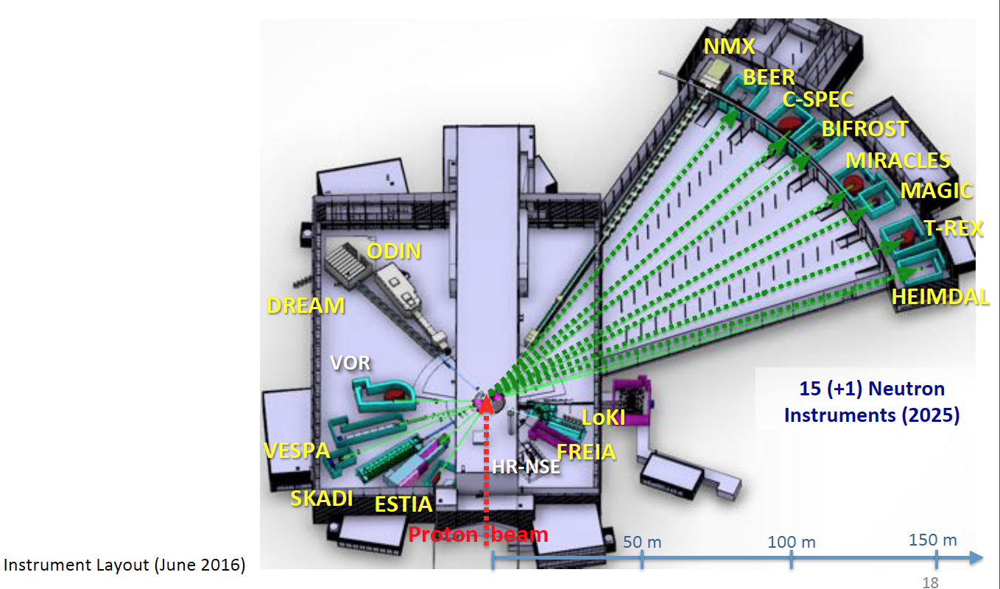 NMX
BEER
C-SPEC
BIFROST
MIRACLES
MAGIC
T-REX
HEIMDAL
ODIN
DREAM
VOR
VESPA
SKADI
ESTIA
LoKI
FREIA
HR-NSE
Proton beam
15 (+1) Neutron
Instruments (2025)
50 m
100 m
150 m
Instrument Layout (June 2016)
18